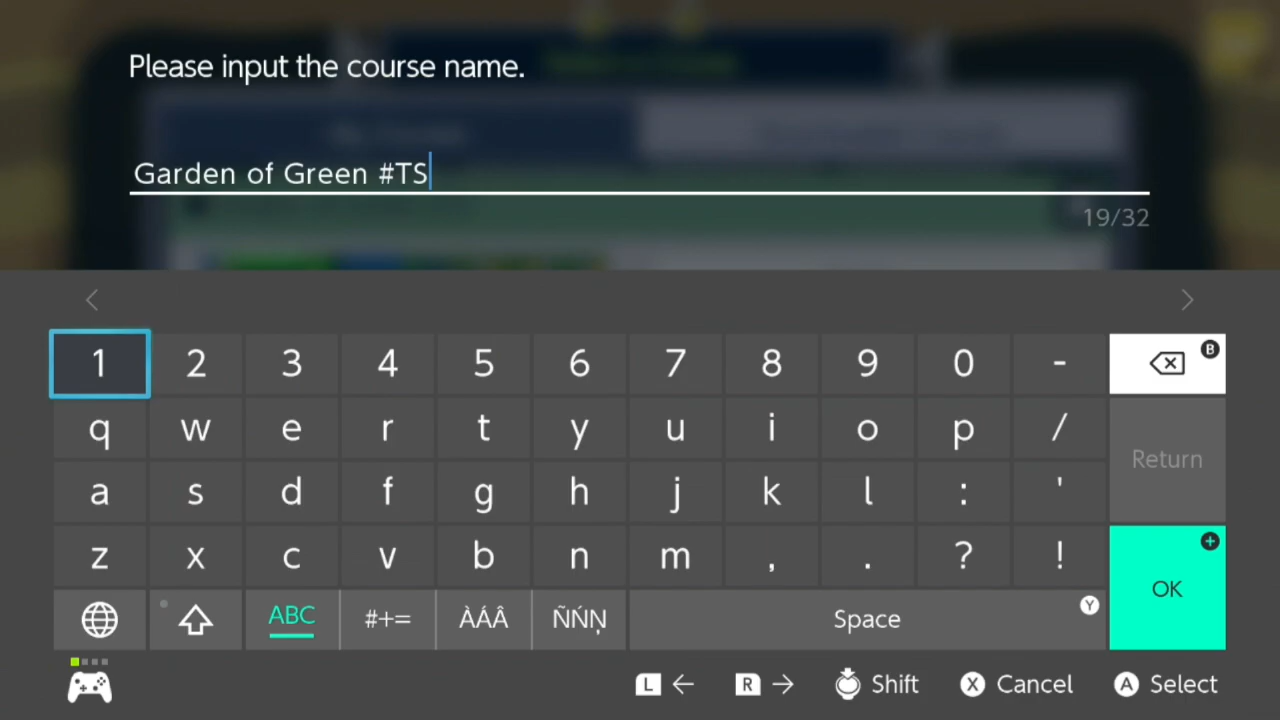 Please input the course name.
Garden of Green #TS
19/32
1 2 3 4 5 6 7 8 9 0 - B
q w e r t y u i o p /
Return
a s d f g h j k l : '
z x c v b n m , . ? !
OK
ABC #+= ÀÁÂ ÑŃŅ Space Y
L ← R → Shift X Cancel A Select